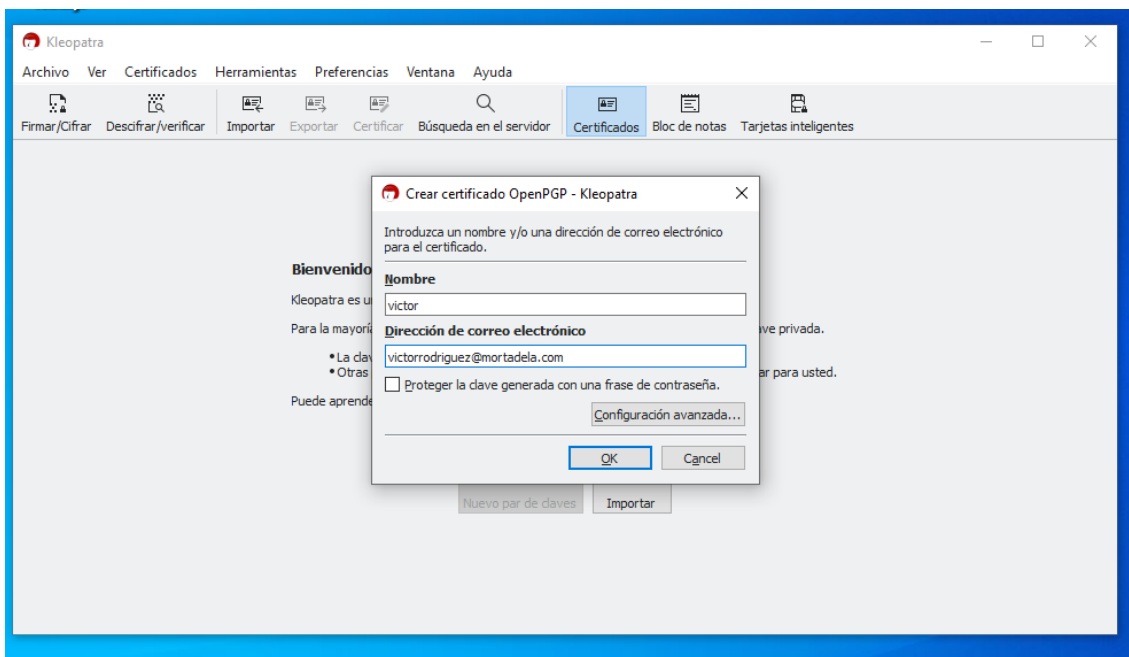 Kleopatra
Archivo Ver Certificados Herramientas Preferencias Ventana Ayuda
Firmar/Cifrar Descifrar/verificar Importar Exportar Certificar Búsqueda en el servidor Certificados Bloc de notas Tarjetas inteligentes
Crear certificado OpenPGP - Kleopatra
Introduzca un nombre y/o una dirección de correo electrónico
para el certificado.
Bienvenido
Nombre
Kleopatra es u
victor
Para la mayorí
Dirección de correo electrónico
ve privada.
victorrodriguez@mortadela.com
•La clav
•Otras
ar para usted.
Proteger la clave generada con una frase de contraseña.
Puede aprende
Configuración avanzada...
OK Cancel
Nuevo par de claves Importar